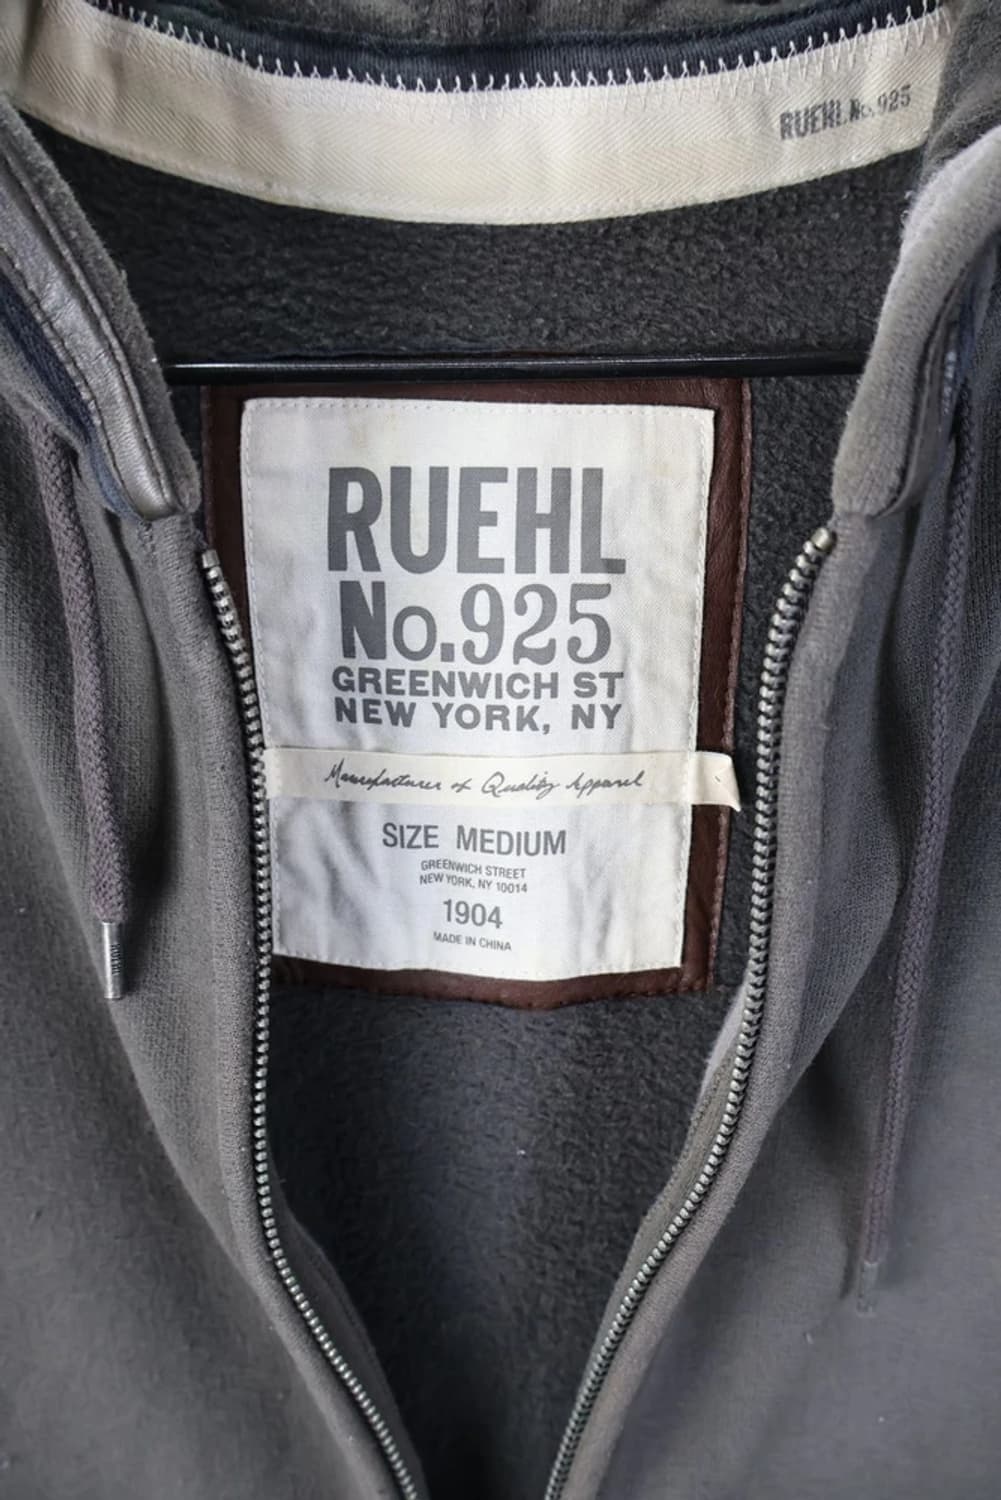 RUEHL No. 925
RUEHL
No.925
GREENWICH ST
NEW YORK, NY
Manufacturer of Quality Apparel
SIZE MEDIUM
GREENWICH STREET
NEW YORK, NY 10014
1904
MADE IN CHINA